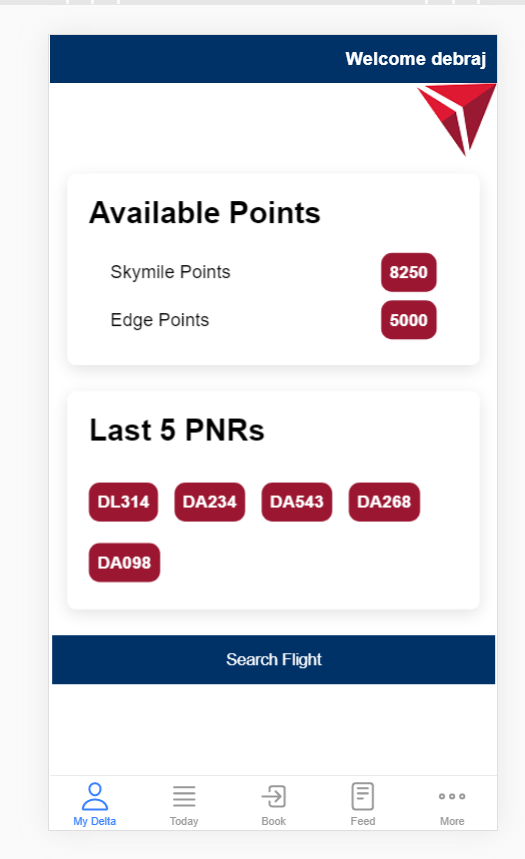 Welcome debraj
Available Points
Skymile Points 8250
Edge Points 5000
Last 5 PNRs
DL314 DA234 DA543 DA268
DA098
Search Flight
My Delta Today Book Feed More